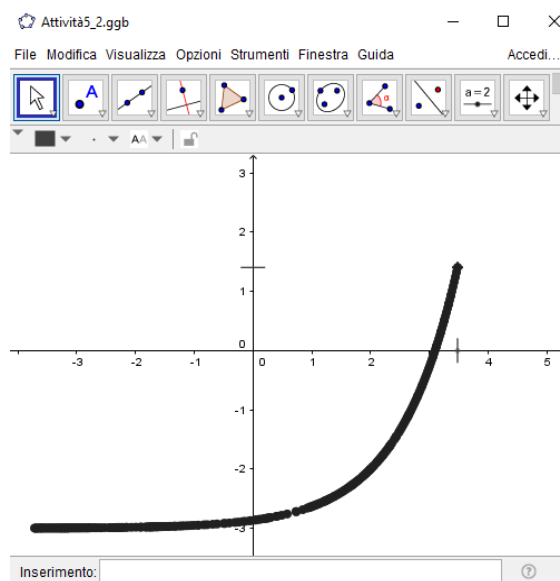 Attività5_2.ggb
File Modifica Visualizza Opzioni Strumenti Finestra Guida Accedi...
A α a = 2
AA
3
2
1
0
-3 -2 -1 0 1 2 4 5
-1
-2
-3
Inserimento: ?